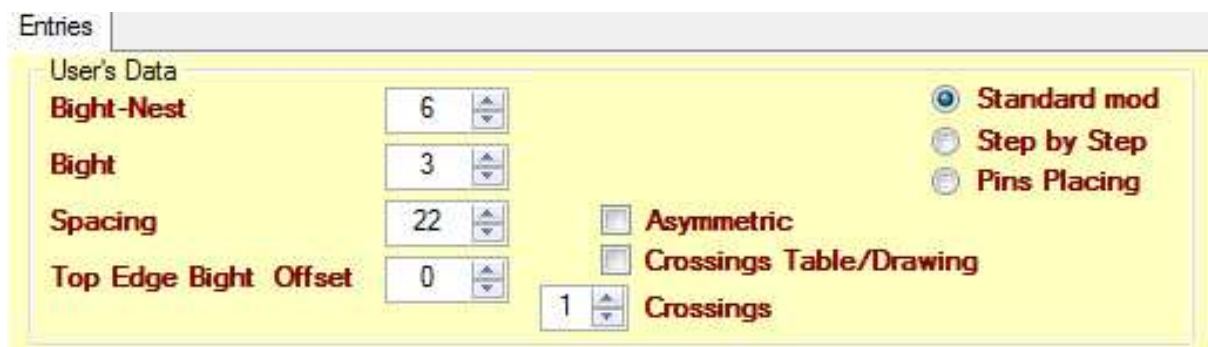 Entries
User's Data
Bight-Nest 6 Standard mod
Step by Step
Bight 3 Pins Placing
Spacing 22 Asymmetric
Crossings Table/Drawing
Top Edge Bight Offset 0
1 Crossings